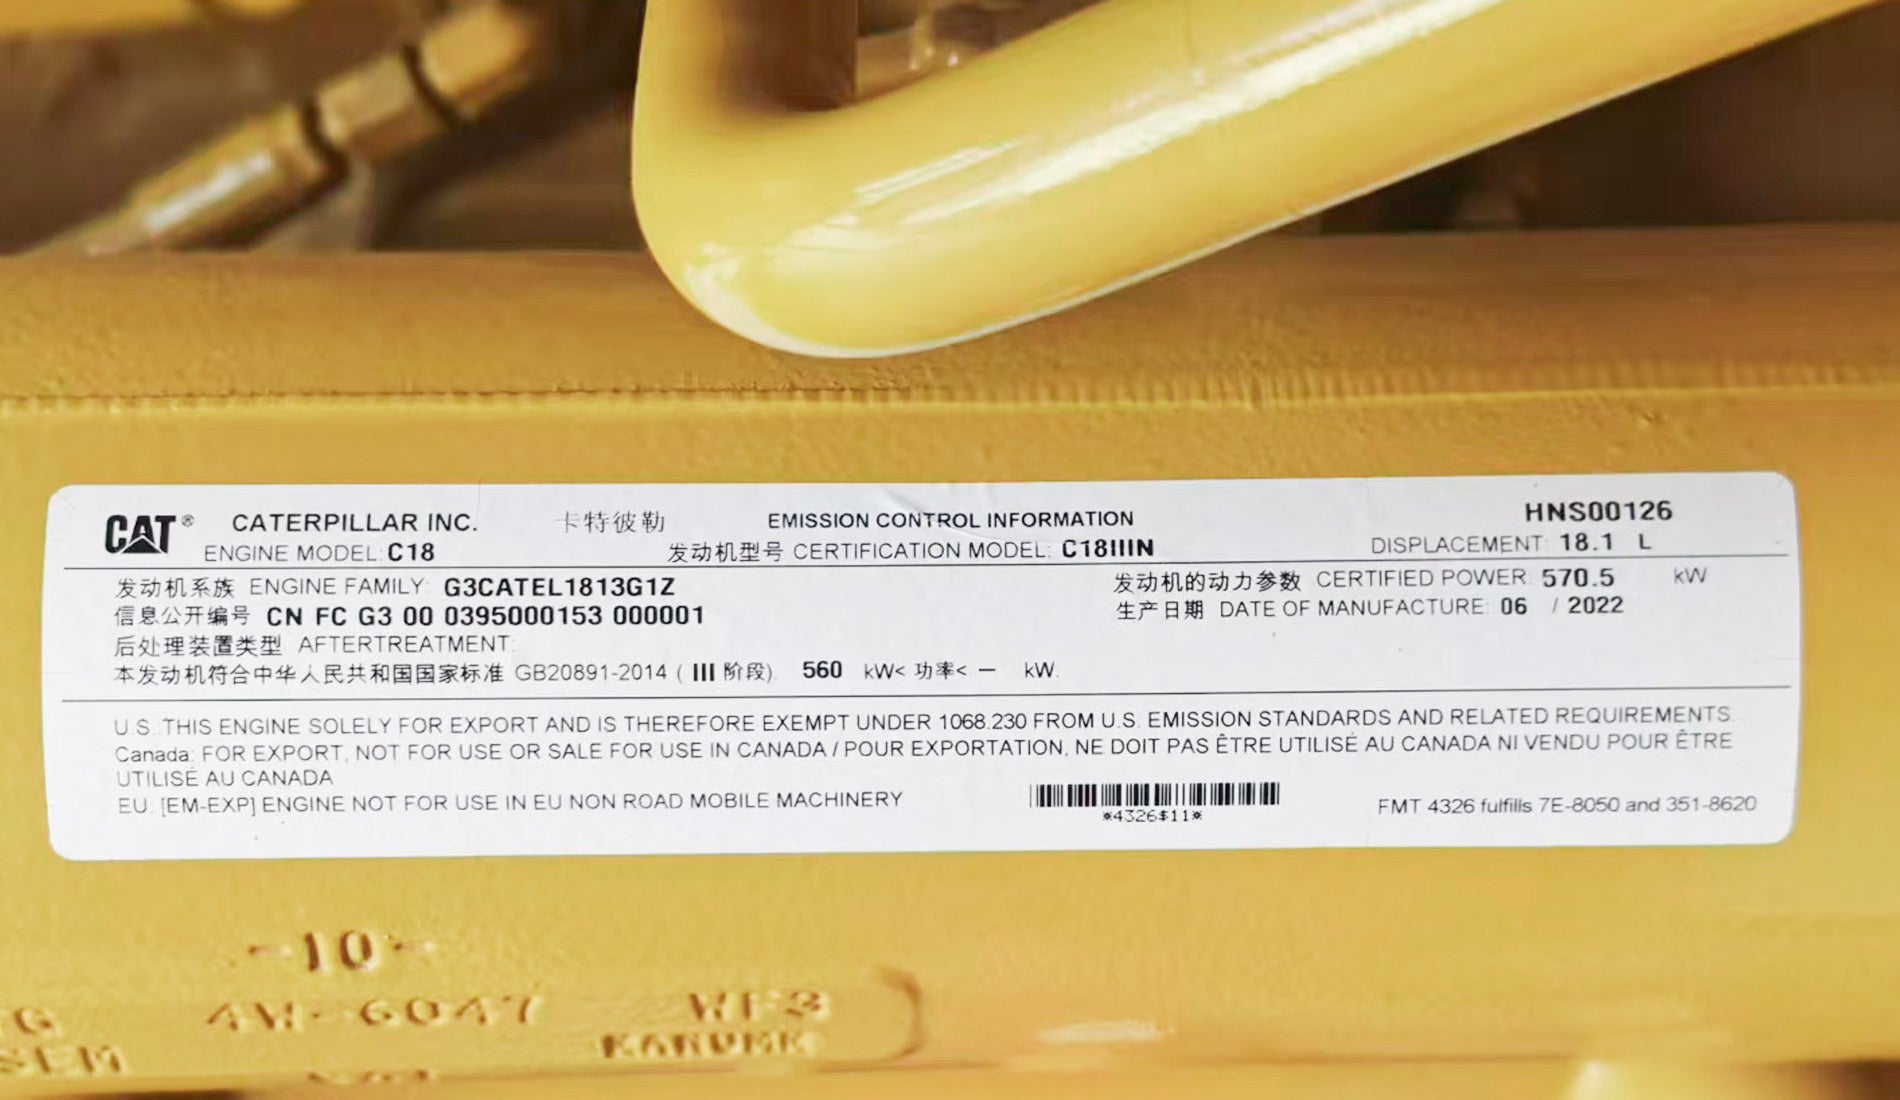 CAT® CATERPILLAR INC. 卡特彼勒 EMISSION CONTROL INFORMATION HNS00126
ENGINE MODEL: C18 发动机型号 CERTIFICATION MODEL: C18IIIN DISPLACEMENT: 18.1 L
发动机系族 ENGINE FAMILY: G3CATEL1813G1Z 发动机的动力参数 CERTIFIED POWER: 570.5 kW
信息公开编号 CN FC G3 00 0395000153 000001 生产日期 DATE OF MANUFACTURE: 06 / 2022
后处理装置类型 AFTERTREATMENT:
本发动机符合中华人民共和国国家标准 GB20891-2014 ( III 阶段). 560 kW< 功率< — kW.
U.S.:THIS ENGINE SOLELY FOR EXPORT AND IS THEREFORE EXEMPT UNDER 1068.230 FROM U.S. EMISSION STANDARDS AND RELATED REQUIREMENTS.
Canada: FOR EXPORT, NOT FOR USE OR SALE FOR USE IN CANADA / POUR EXPORTATION, NE DOIT PAS ÊTRE UTILISÉ AU CANADA NI VENDU POUR ÊTRE
UTILISÉ AU CANADA
EU: [EM-EXP] ENGINE NOT FOR USE IN EU NON ROAD MOBILE MACHINERY
*4326$11*
FMT 4326 fulfills 7E-8050 and 351-8620
-10-
4W-6047 WF3